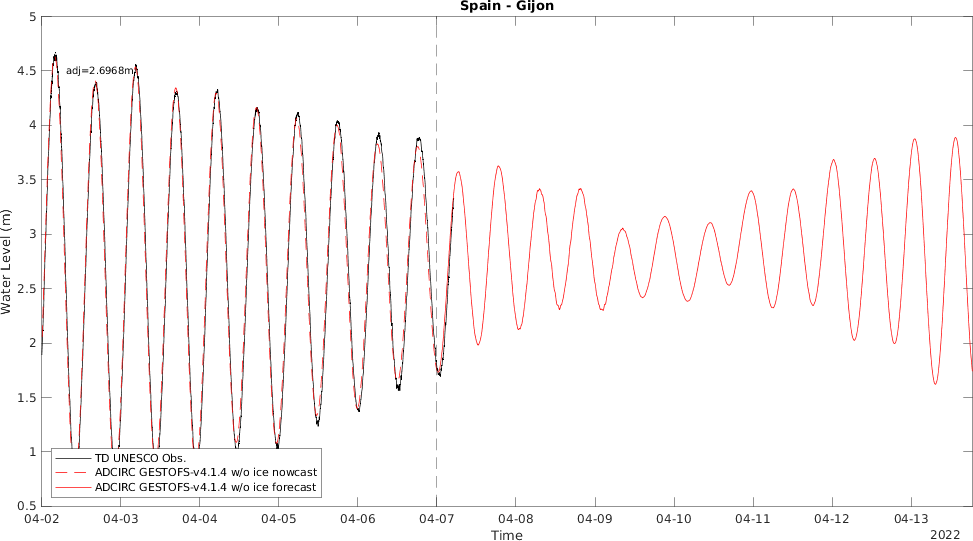 Spain - Gijon
5
4.5
4
3.5
3
2.5
2
1.5
1
0.5
Water Level (m)
adj=2.6968m
TD UNESCO Obs.
ADCIRC GESTOFS-v4.1.4 w/o ice nowcast
ADCIRC GESTOFS-v4.1.4 w/o ice forecast
04-02 04-03 04-04 04-05 04-06 04-07 04-08 04-09 04-10 04-11 04-12 04-13
Time
2022